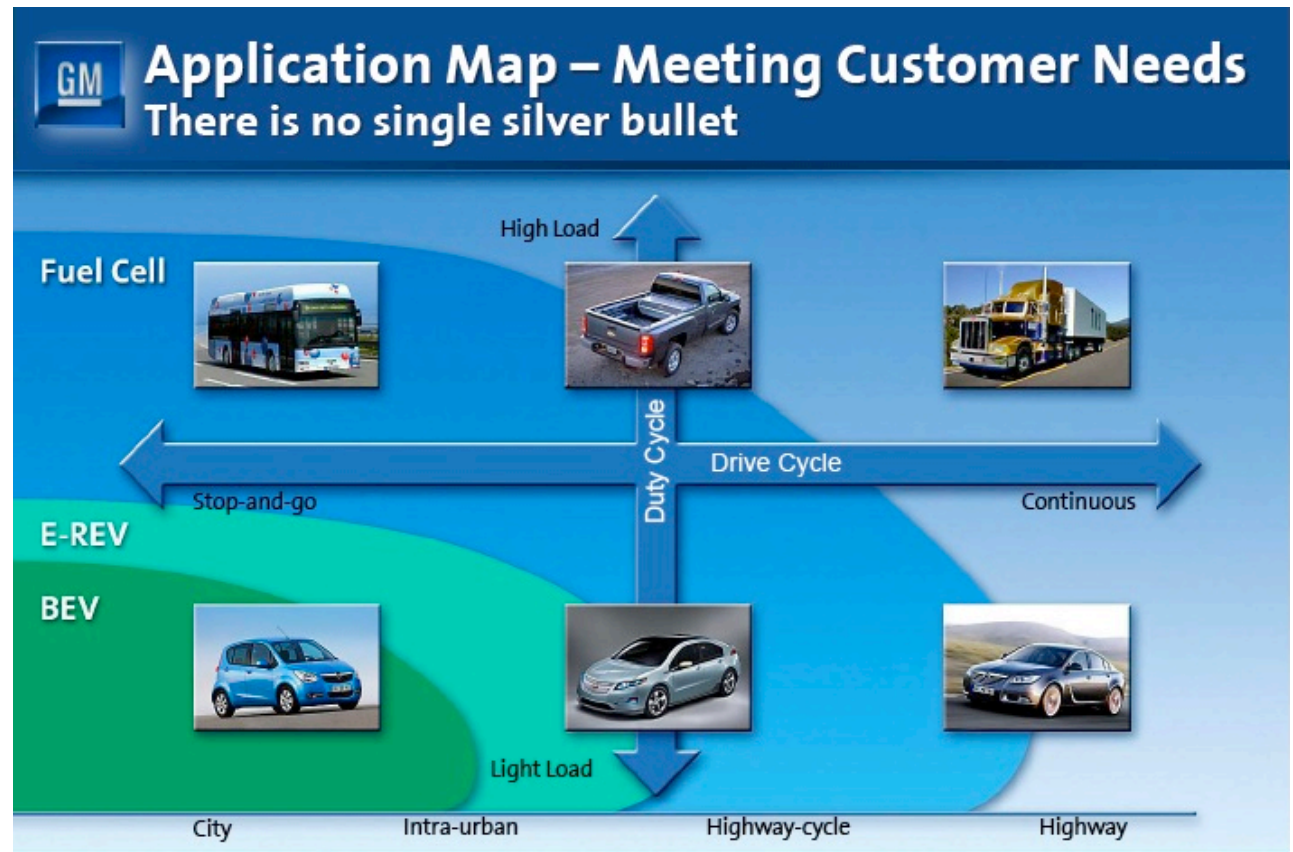 GM
Application Map – Meeting Customer Needs
There is no single silver bullet
High Load
Fuel Cell
Duty Cycle
Drive Cycle
Stop-and-go
Continuous
E-REV
BEV
Light Load
City
Intra-urban
Highway-cycle
Highway